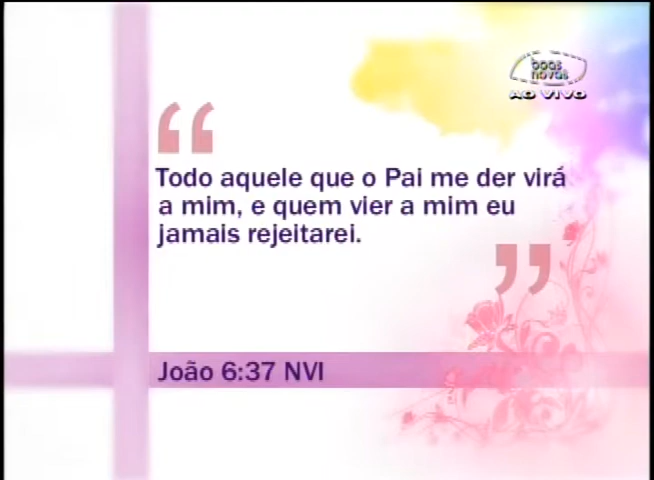 boas
novas
AO VIVO
“
Todo aquele que o Pai me der virá
a mim, e quem vier a mim eu
jamais rejeitarei.
”
João 6:37 NVI